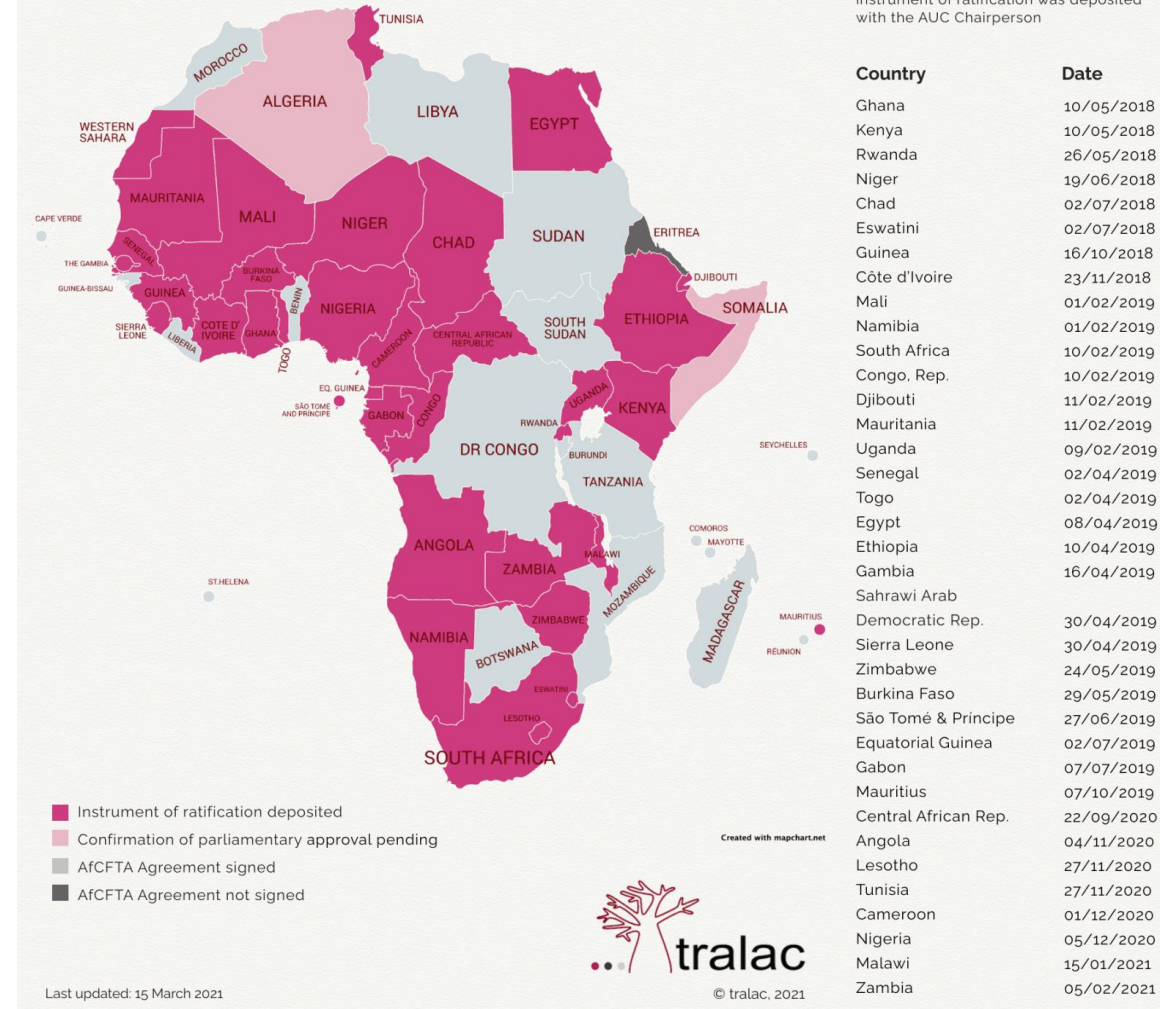 instrument of ratification was deposited
with the AUC Chairperson
Country Date
Ghana 10/05/2018
Kenya 10/05/2018
Rwanda 26/05/2018
Niger 19/06/2018
Chad 02/07/2018
Eswatini 02/07/2018
Guinea 16/10/2018
Côte d'Ivoire 23/11/2018
Mali 01/02/2019
Namibia 01/02/2019
South Africa 10/02/2019
Congo, Rep. 10/02/2019
Djibouti 11/02/2019
Mauritania 11/02/2019
Uganda 09/02/2019
Senegal 02/04/2019
Togo 02/04/2019
Egypt 08/04/2019
Ethiopia 10/04/2019
Gambia 16/04/2019
Sahrawi Arab
Democratic Rep. 30/04/2019
Sierra Leone 30/04/2019
Zimbabwe 24/05/2019
Burkina Faso 29/05/2019
São Tomé & Príncipe 27/06/2019
Equatorial Guinea 02/07/2019
Gabon 07/07/2019
Mauritius 07/10/2019
Central African Rep. 22/09/2020
Angola 04/11/2020
Lesotho 27/11/2020
Tunisia 27/11/2020
Cameroon 01/12/2020
Nigeria 05/12/2020
Malawi 15/01/2021
Zambia 05/02/2021
TUNISIA
MOROCCO
ALGERIA
LIBYA
EGYPT
WESTERN
SAHARA
MAURITANIA
MALI
NIGER
CHAD
SUDAN
ERITREA
CAPE VERDE
SENEGAL
THE GAMBIA
GUINEA-BISSAU
GUINEA
BURKINA
FASO
BENIN
NIGERIA
DJIBOUTI
SOMALIA
ETHIOPIA
SOUTH
SUDAN
CENTRAL AFRICAN
REPUBLIC
CAMEROON
SIERRA
LEONE
LIBERIA
COTE D'
IVOIRE
GHANA
TOGO
EQ. GUINEA
SÃO TOMÉ
AND PRÍNCIPE
GABON
CONGO
UGANDA
KENYA
RWANDA
DR CONGO
BURUNDI
TANZANIA
SEYCHELLES
COMOROS
MAYOTTE
ANGOLA
ZAMBIA
MALAWI
MOZAMBIQUE
ST.HELENA
MADAGASCAR
MAURITIUS
RÉUNION
NAMIBIA
ZIMBABWE
BOTSWANA
ESWATINI
LESOTHO
SOUTH AFRICA
Instrument of ratification deposited
Confirmation of parliamentary approval pending
AfCFTA Agreement signed
AfCFTA Agreement not signed
Created with mapchart.net
tralac
Last updated: 15 March 2021
© tralac, 2021